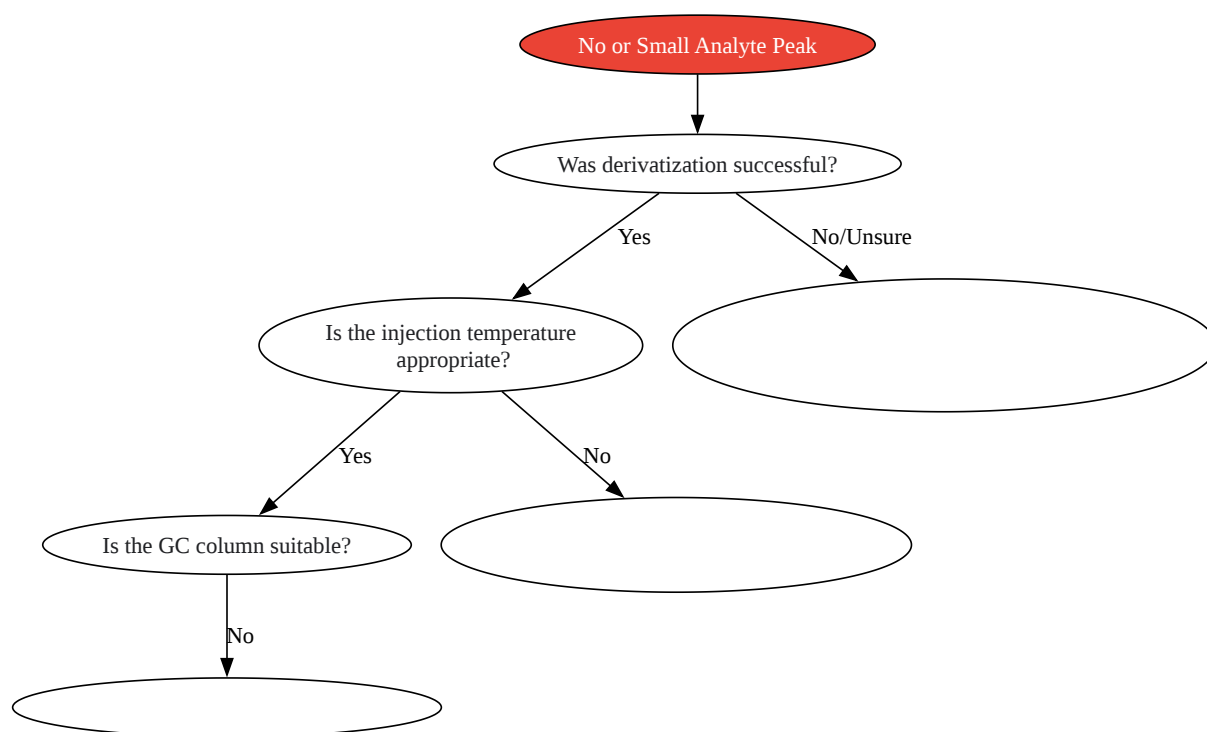 No or Small Analyte Peak
Was derivatization successful?
Yes
No/Unsure
Is the injection temperature
appropriate?
Yes
No
Is the GC column suitable?
No